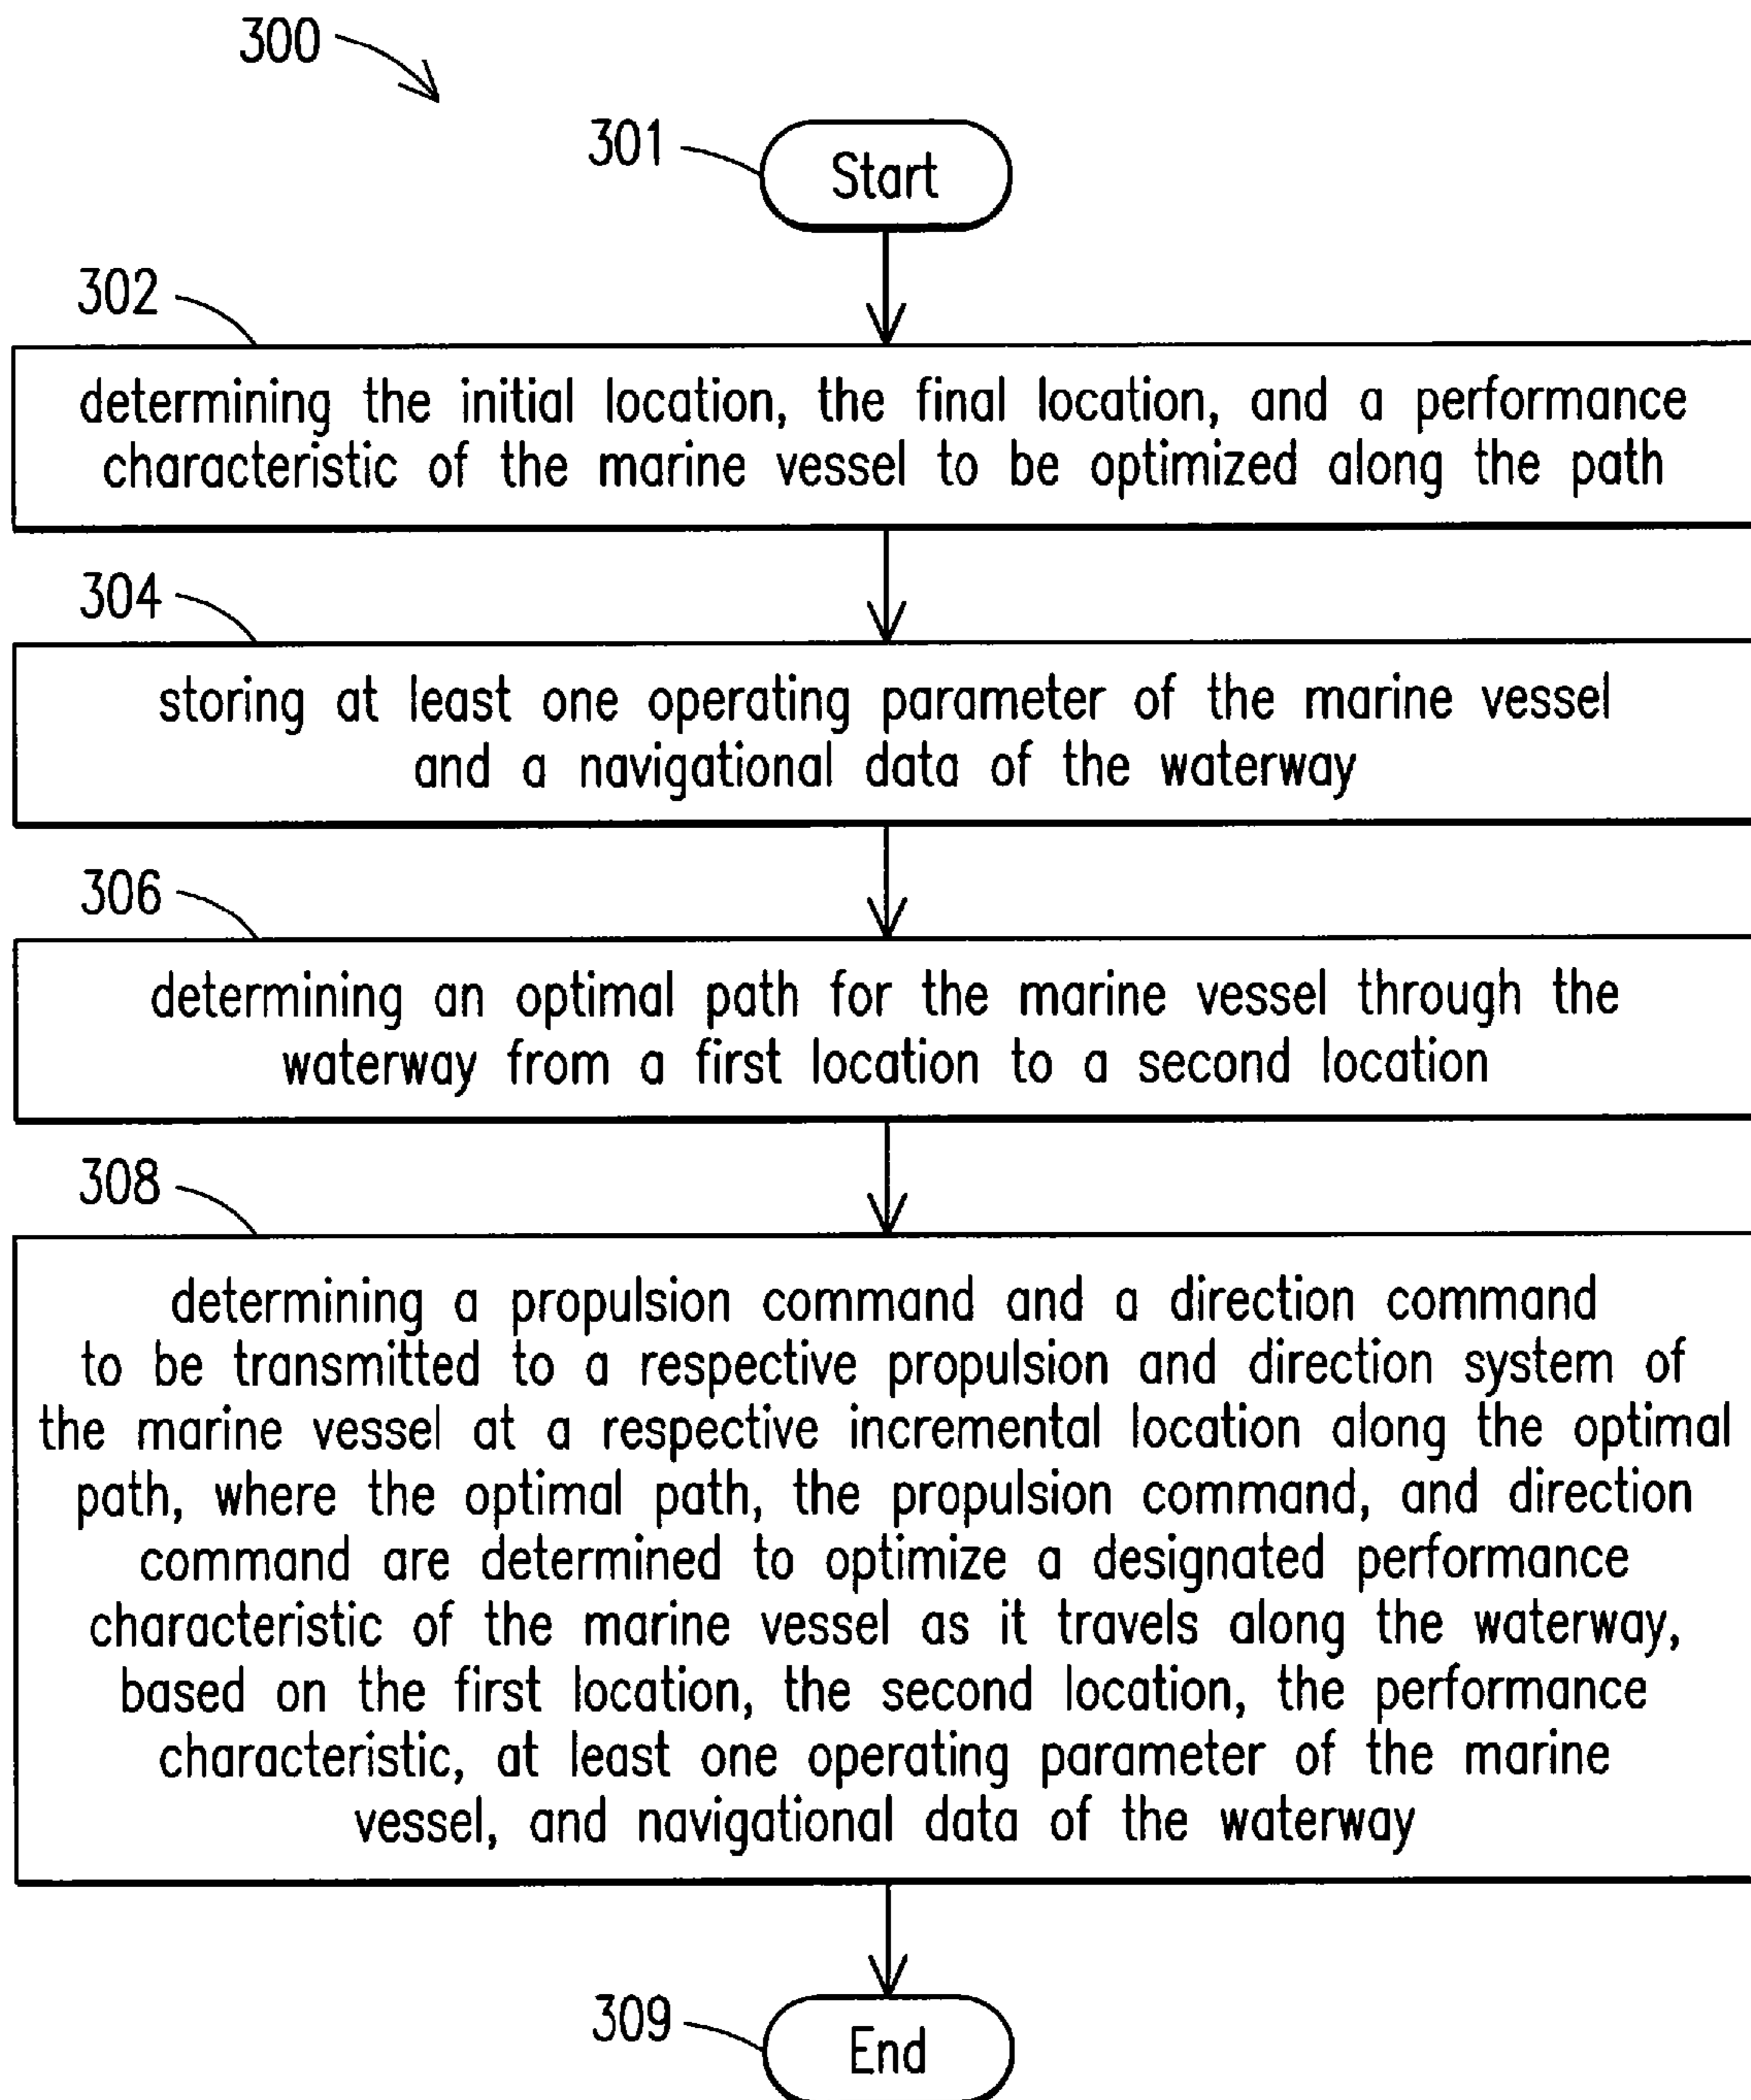 300
301
Start
302
determining the initial location, the final location, and a performance
characteristic of the marine vessel to be optimized along the path
304
storing at least one operating parameter of the marine vessel
and a navigational data of the waterway
306
determining an optimal path for the marine vessel through the
waterway from a first location to a second location
308
determining a propulsion command and a direction command
to be transmitted to a respective propulsion and direction system of
the marine vessel at a respective incremental location along the optimal
path, where the optimal path, the propulsion command, and direction
command are determined to optimize a designated performance
characteristic of the marine vessel as it travels along the waterway,
based on the first location, the second location, the performance
characteristic, at least one operating parameter of the marine
vessel, and navigational data of the waterway
309
End